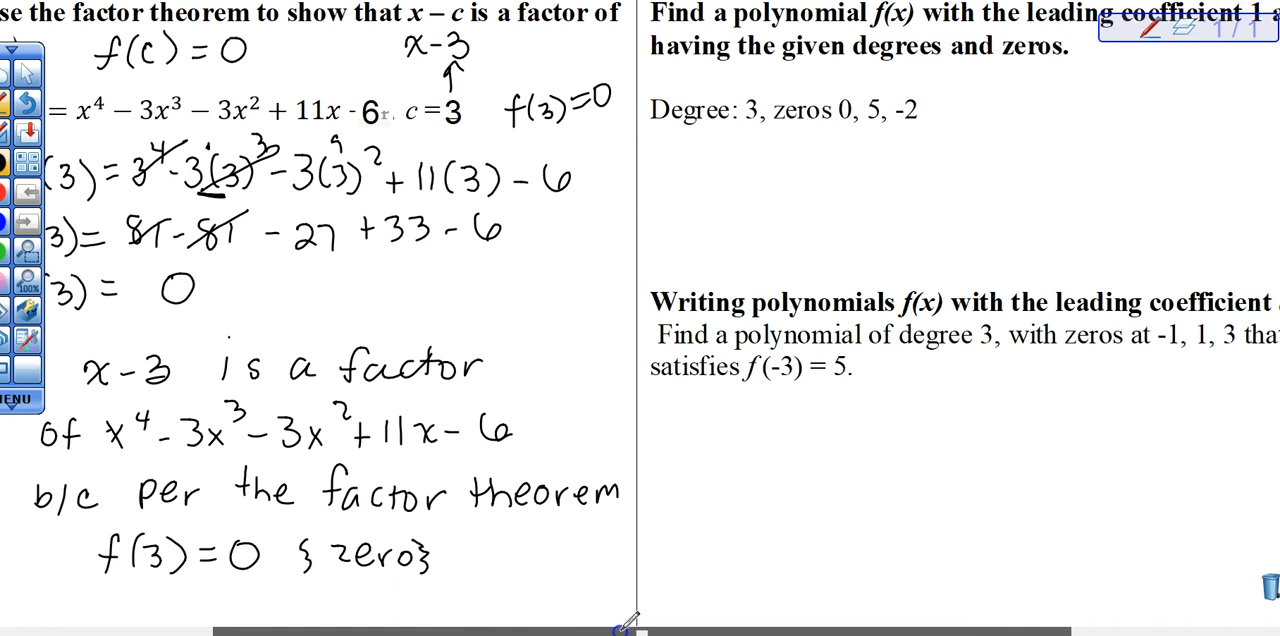 se the factor theorem to show that x – c is a factor of
f(c) = 0 x-3
= x⁴ − 3x³ − 3x² + 11x - 6 c = 3 f(3)=0
(3) = 3⁴ - 3(3)³ - 3(3)² + 11(3) - 6
3) = 81 - 81 - 27 + 33 - 6
3) = 0
x-3 is a factor
of x⁴ - 3x³ - 3x² + 11x - 6
b/c per the factor theorem
f(3) = 0 { zero}
MENU
100%
Find a polynomial f(x) with the leading coefficient 1 a
having the given degrees and zeros.
1/1
Degree: 3, zeros 0, 5, -2
Writing polynomials f(x) with the leading coefficient
Find a polynomial of degree 3, with zeros at -1, 1, 3 tha
satisfies f (-3) = 5.